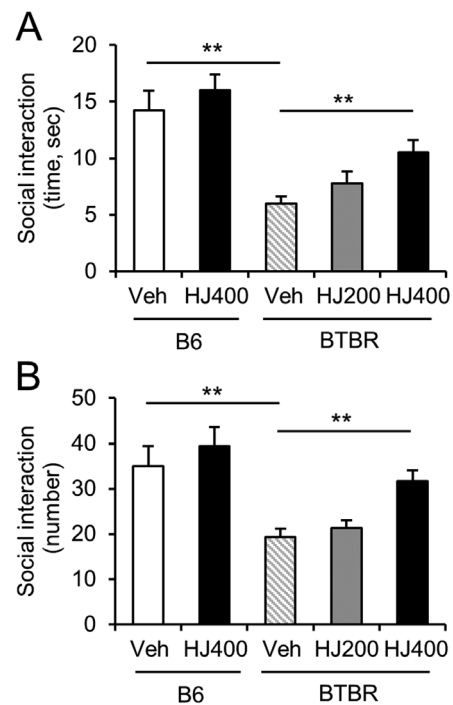 A
Social interaction
(time, sec)
20
15
10
5
0
**
**
Veh HJ400 Veh HJ200 HJ400
B6 BTBR
B
Social interaction
(number)
50
40
30
20
10
0
**
**
Veh HJ400 Veh HJ200 HJ400
B6 BTBR